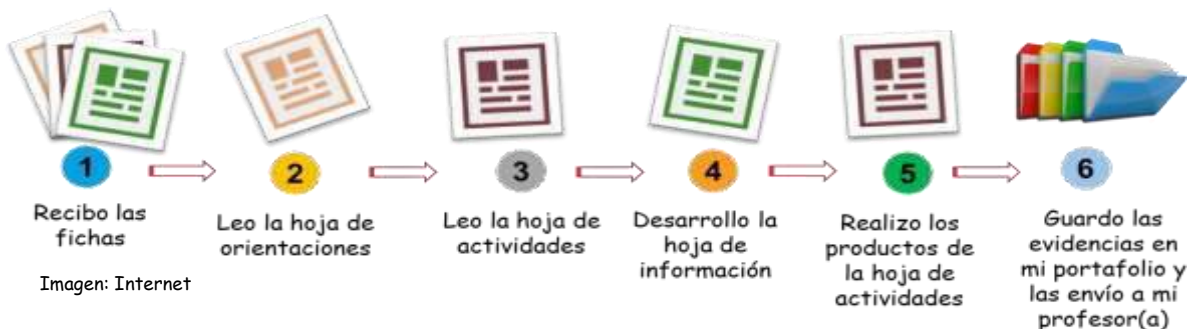 1
Recibo las
fichas
2
Leo la hoja de
orientaciones
3
Leo la hoja de
actividades
4
Desarrollo la
hoja de
información
5
Realizo los
productos de
la hoja de
actividades
6
Guardo las
evidencias en
mi portafolio y
las envío a mi
profesor(a)
Imagen: Internet